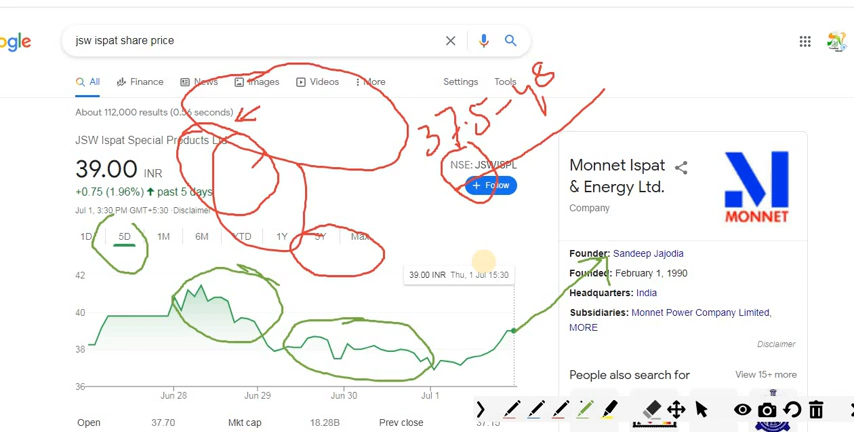 ogle
jsw ispat share price
All Finance News Images Videos More Settings Tools
About 112,000 results (0.56 seconds)
JSW Ispat Special Products Ltd
39.00 INR
+0.75 (1.96%) past 5 days
Jul 1, 3:30 PM GMT+5:30 · Disclaimer
NSE: JSWISPL
+ Follow
37.5 - 48
1D 5D 1M 6M YTD 1Y 5Y Max
39.00 INR Thu, 1 Jul 15:30
42
40
38
36
Jun 28 Jun 29 Jun 30 Jul 1
Open 37.70 Mkt cap 18.28B Prev close 37.15
Monnet Ispat
& Energy Ltd.
Company
MONNET
Founder: Sandeep Jajodia
Founded: February 1, 1990
Headquarters: India
Subsidiaries: Monnet Power Company Limited,
MORE
Disclaimer
People also search for View 15+ more